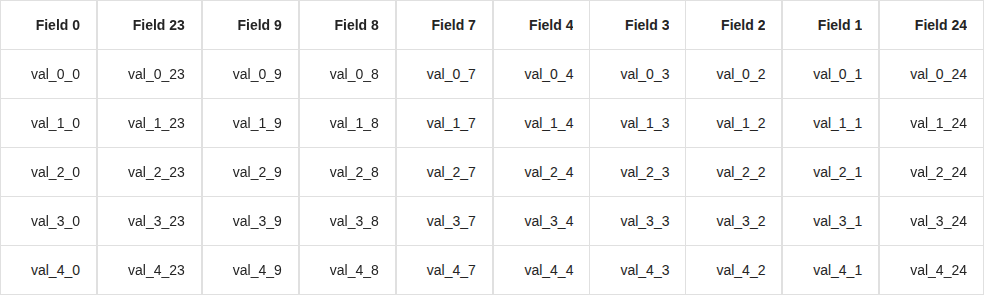 Field 0 Field 23 Field 9 Field 8 Field 7 Field 4 Field 3 Field 2 Field 1 Field 24
val_0_0 val_0_23 val_0_9 val_0_8 val_0_7 val_0_4 val_0_3 val_0_2 val_0_1 val_0_24
val_1_0 val_1_23 val_1_9 val_1_8 val_1_7 val_1_4 val_1_3 val_1_2 val_1_1 val_1_24
val_2_0 val_2_23 val_2_9 val_2_8 val_2_7 val_2_4 val_2_3 val_2_2 val_2_1 val_2_24
val_3_0 val_3_23 val_3_9 val_3_8 val_3_7 val_3_4 val_3_3 val_3_2 val_3_1 val_3_24
val_4_0 val_4_23 val_4_9 val_4_8 val_4_7 val_4_4 val_4_3 val_4_2 val_4_1 val_4_24